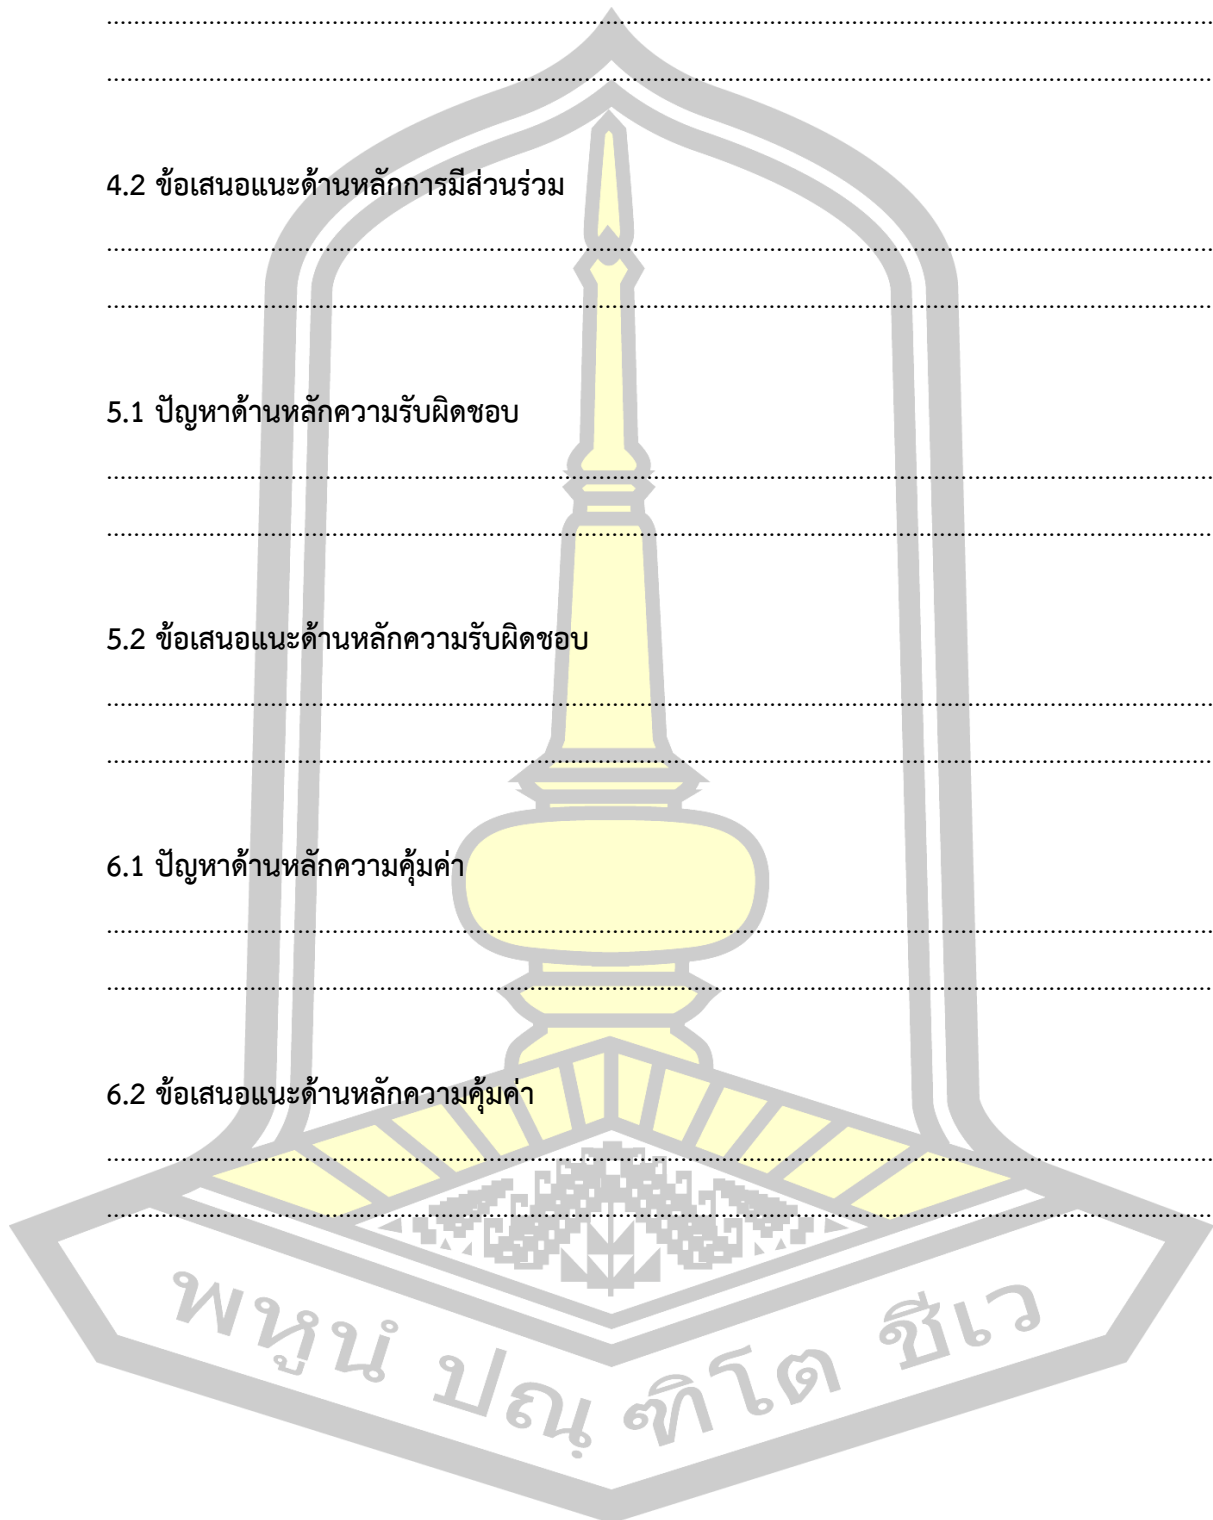 ................................................................................
................................................................................
4.2 ข้อเสนอแนะด้านหลักการมีส่วนร่วม
................................................................................
................................................................................
5.1 ปัญหาด้านหลักความรับผิดชอบ
................................................................................
................................................................................
5.2 ข้อเสนอแนะด้านหลักความรับผิดชอบ
................................................................................
................................................................................
6.1 ปัญหาด้านหลักความคุ้มค่า
................................................................................
................................................................................
6.2 ข้อเสนอแนะด้านหลักความคุ้มค่า
................................................................................
................................................................................
พหูนํ ปณฺ ฑิโต ชีเว